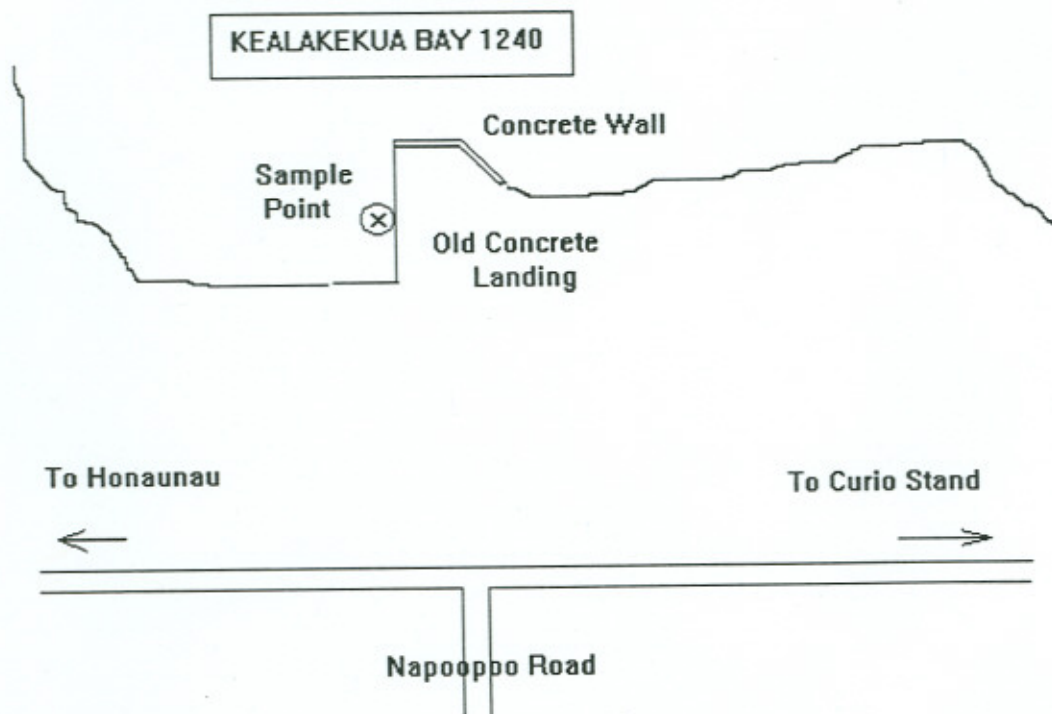 KEALAKEKUA BAY 1240
Concrete Wall
Sample
Point
Old Concrete
Landing
To Honaunau
To Curio Stand
Napoopoo Road